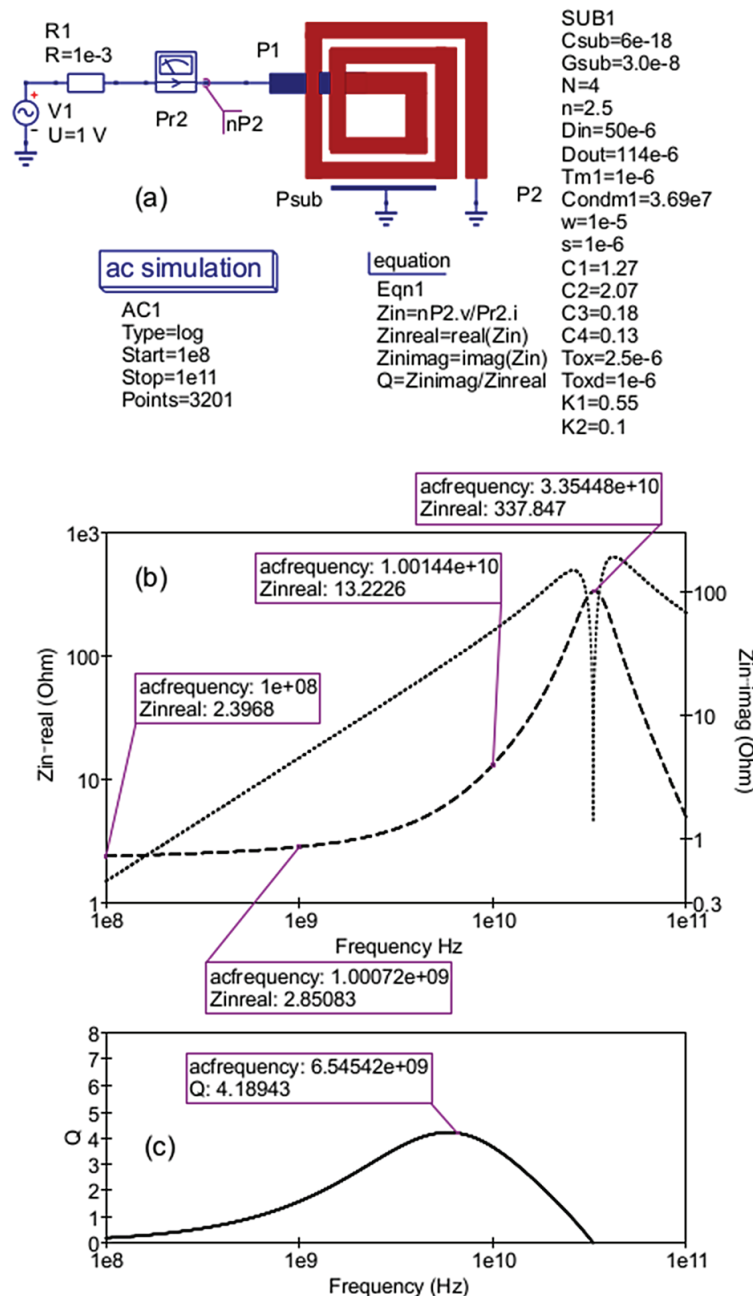 R1
R=1e-3
V1
U=1 V
Pr2
nP2
P1
Psub
P2
(a)
SUB1
Csub=6e-18
Gsub=3.0e-8
N=4
n=2.5
Din=50e-6
Dout=114e-6
Tm1=1e-6
Condm1=3.69e7
w=1e-5
s=1e-6
C1=1.27
C2=2.07
C3=0.18
C4=0.13
Tox=2.5e-6
Toxd=1e-6
K1=0.55
K2=0.1
ac simulation
AC1
Type=log
Start=1e8
Stop=1e11
Points=3201
equation
Eqn1
Zin=nP2.v/Pr2.i
Zinreal=real(Zin)
Zinimag=imag(Zin)
Q=Zinimag/Zinreal
(b)
acfrequency: 3.35448e+10
Zinreal: 337.847
acfrequency: 1.00144e+10
Zinreal: 13.2226
acfrequency: 1e+08
Zinreal: 2.3968
acfrequency: 1.00072e+09
Zinreal: 2.85083
1e3
100
10
1
Zin-real (Ohm)
100
10
1
0.3
Zin-imag (Ohm)
1e8
1e9
1e10
1e11
Frequency Hz
(c)
acfrequency: 6.54542e+09
Q: 4.18943
8
7
6
5
4
3
2
1
0
Q
1e8
1e9
1e10
1e11
Frequency (Hz)